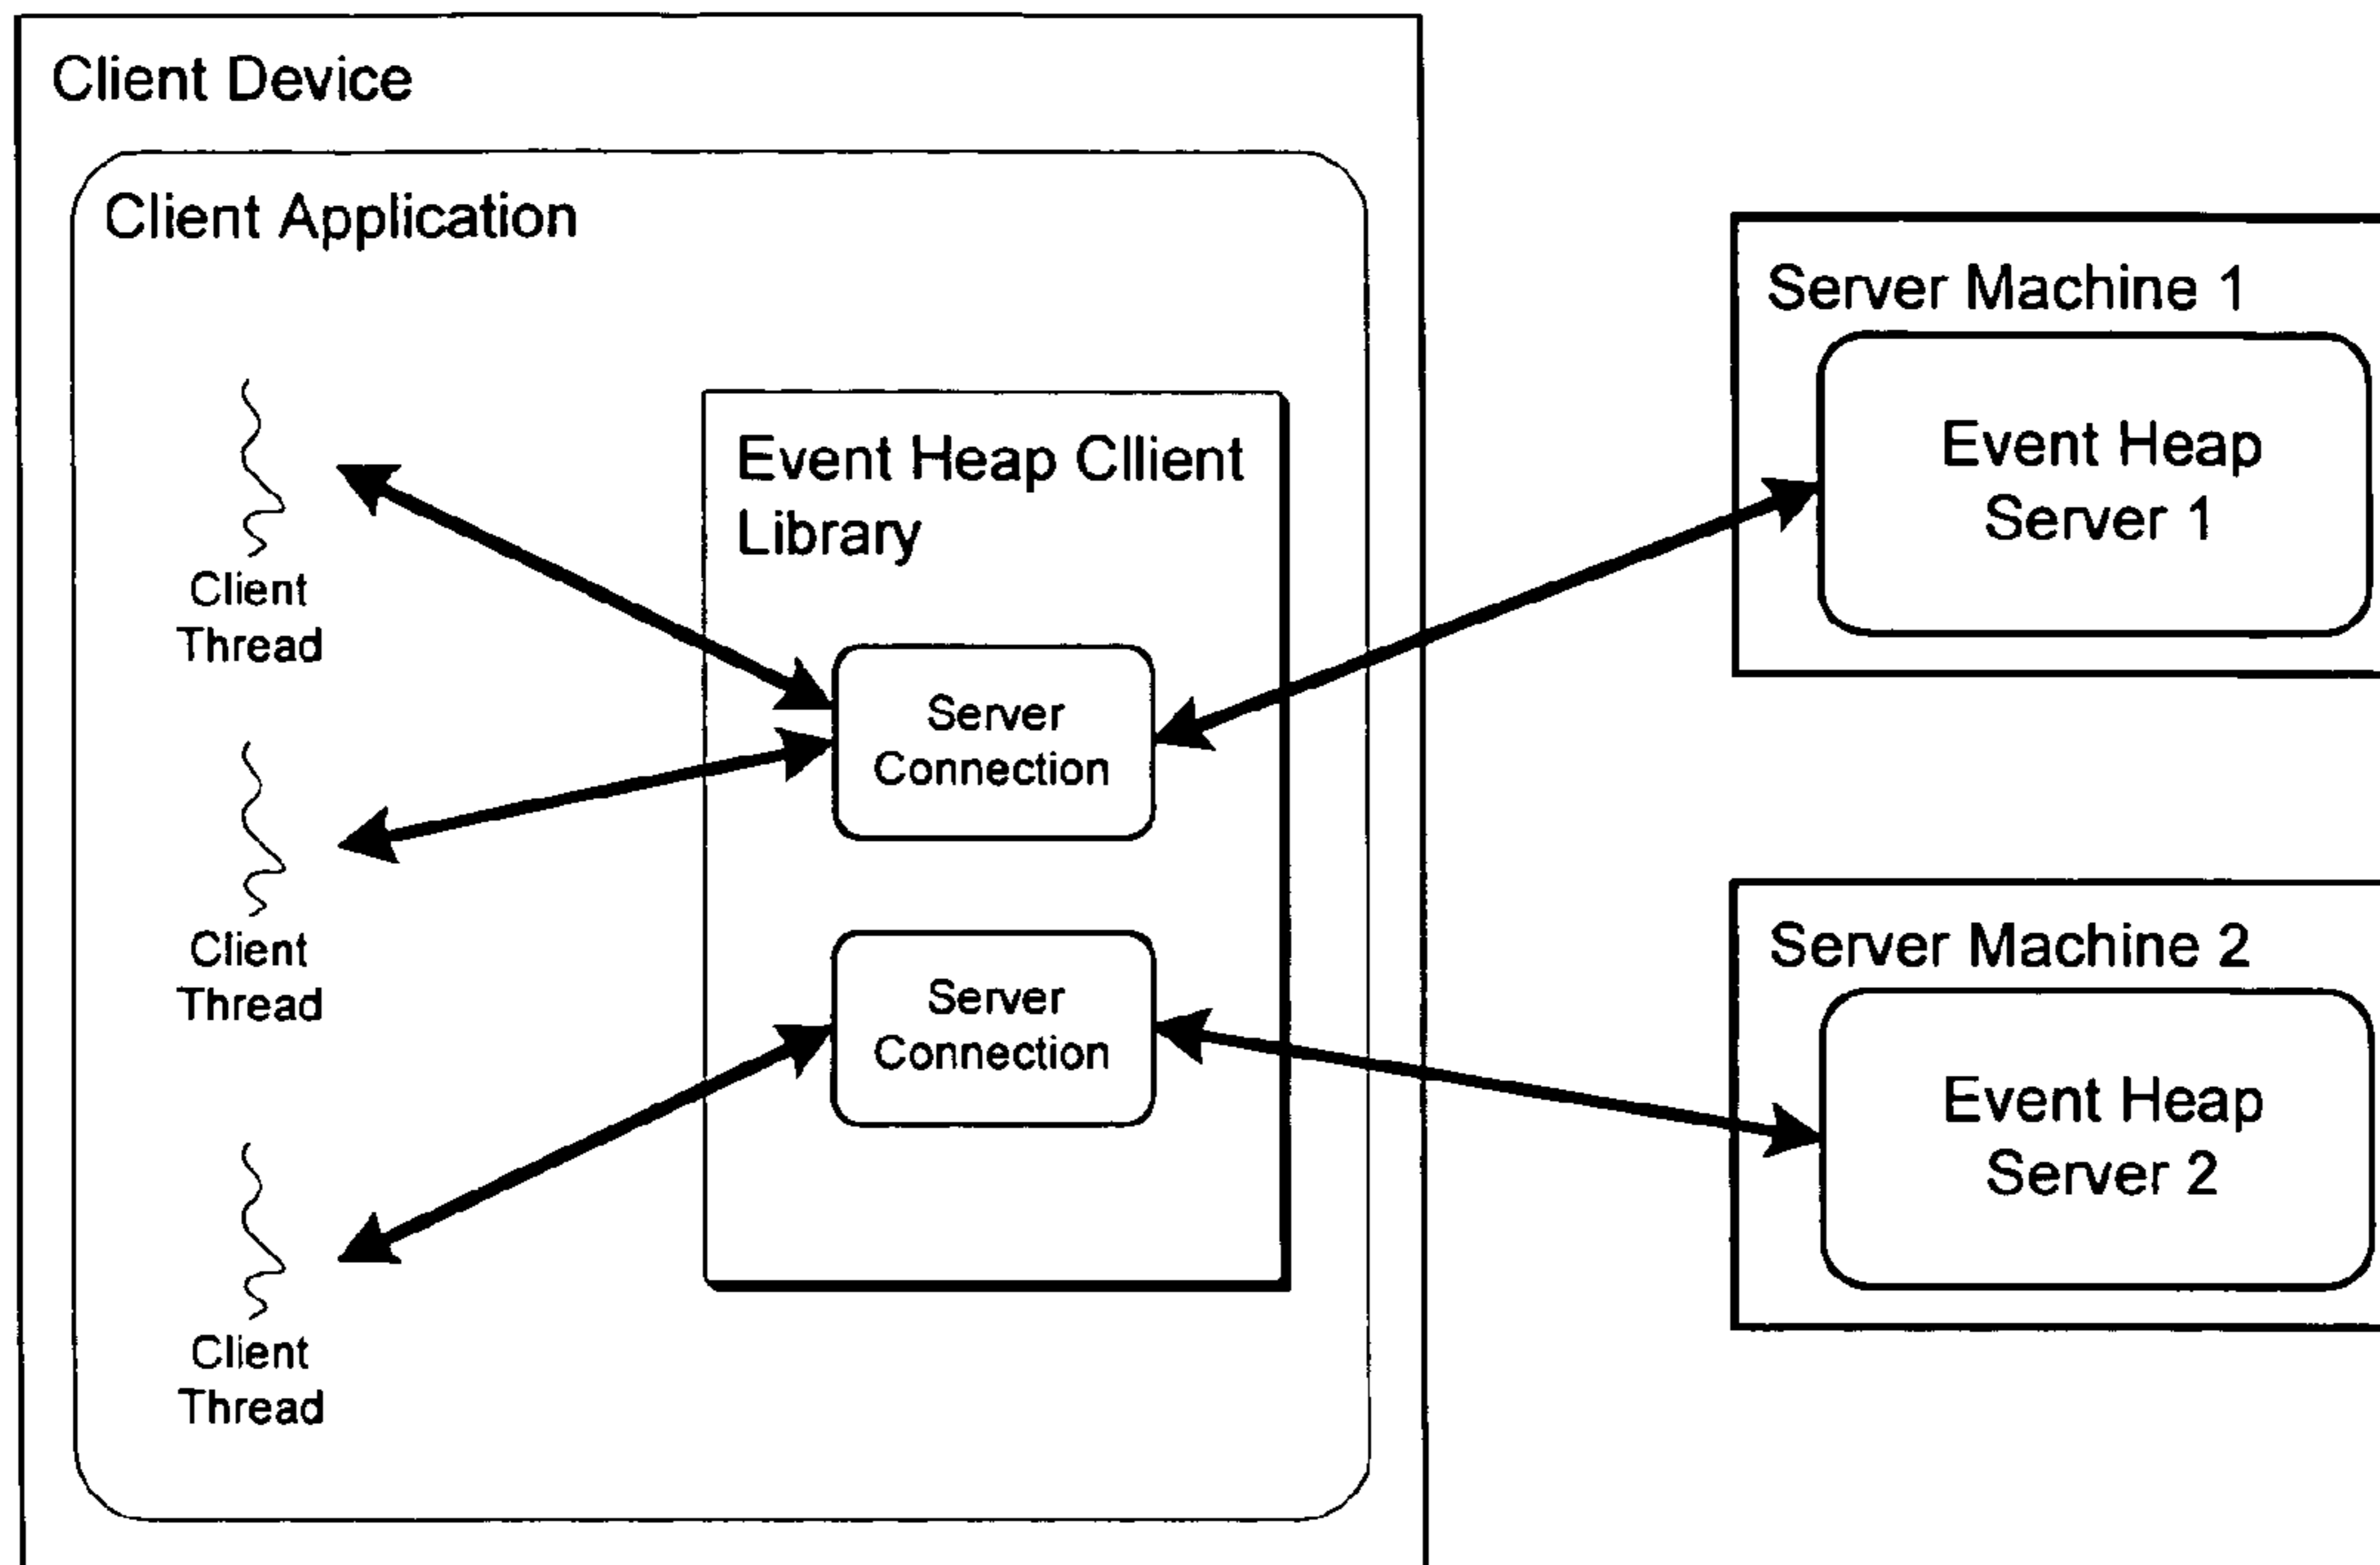 Client Device
Client Application
Client
Thread
Client
Thread
Client
Thread
Event Heap Cllient
Library
Server
Connection
Server
Connection
Server Machine 1
Event Heap
Server 1
Server Machine 2
Event Heap
Server 2